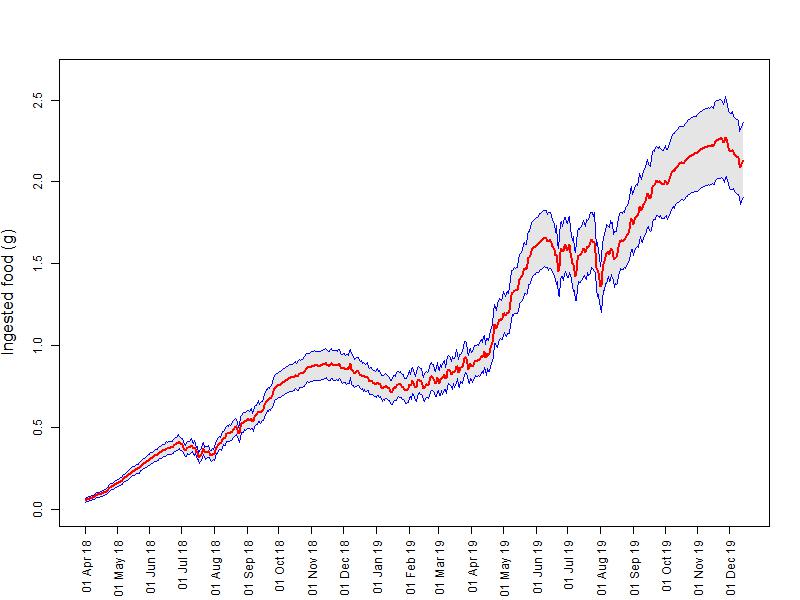 Ingested food (g)
2.5
2.0
1.5
1.0
0.5
0.0
01 Apr 18
01 May 18
01 Jun 18
01 Jul 18
01 Aug 18
01 Sep 18
01 Oct 18
01 Nov 18
01 Dec 18
01 Jan 19
01 Feb 19
01 Mar 19
01 Apr 19
01 May 19
01 Jun 19
01 Jul 19
01 Aug 19
01 Sep 19
01 Oct 19
01 Nov 19
01 Dec 19